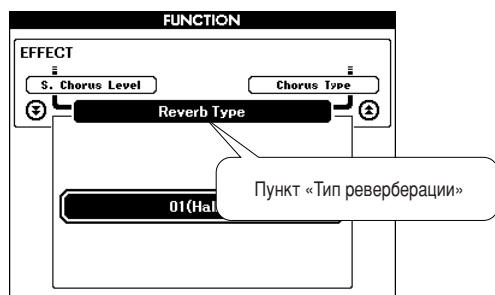 FUNCTION
EFFECT
S. Chorus Level
Chorus Type
Reverb Type
Пункт «Тип реверберации»
01(Hal